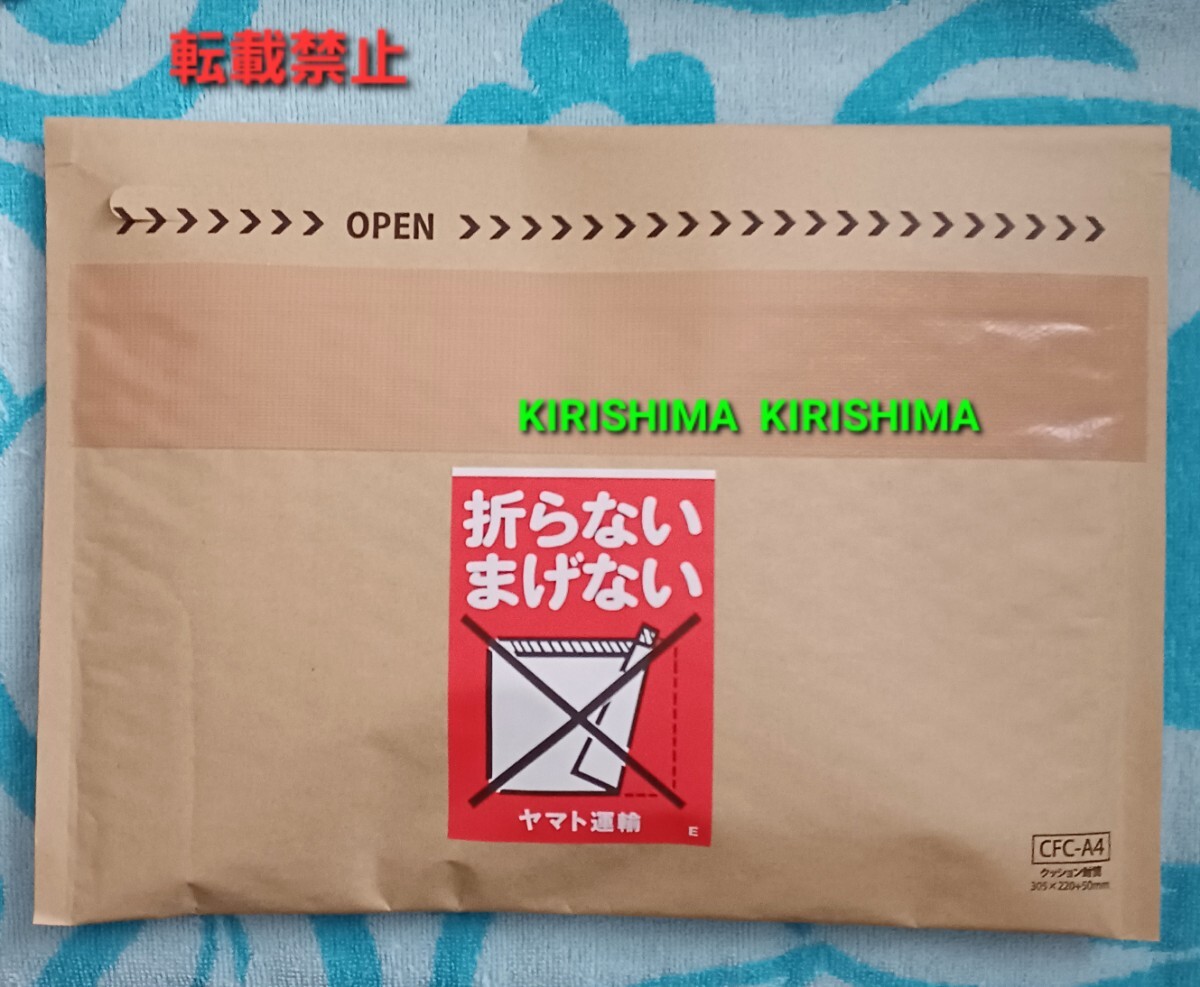 転載禁止
OPEN
KIRISHIMA KIRISHIMA
折らない
まげない
ヤマト運輸
E
CFC-A4
クッション封筒
305×220+50mm